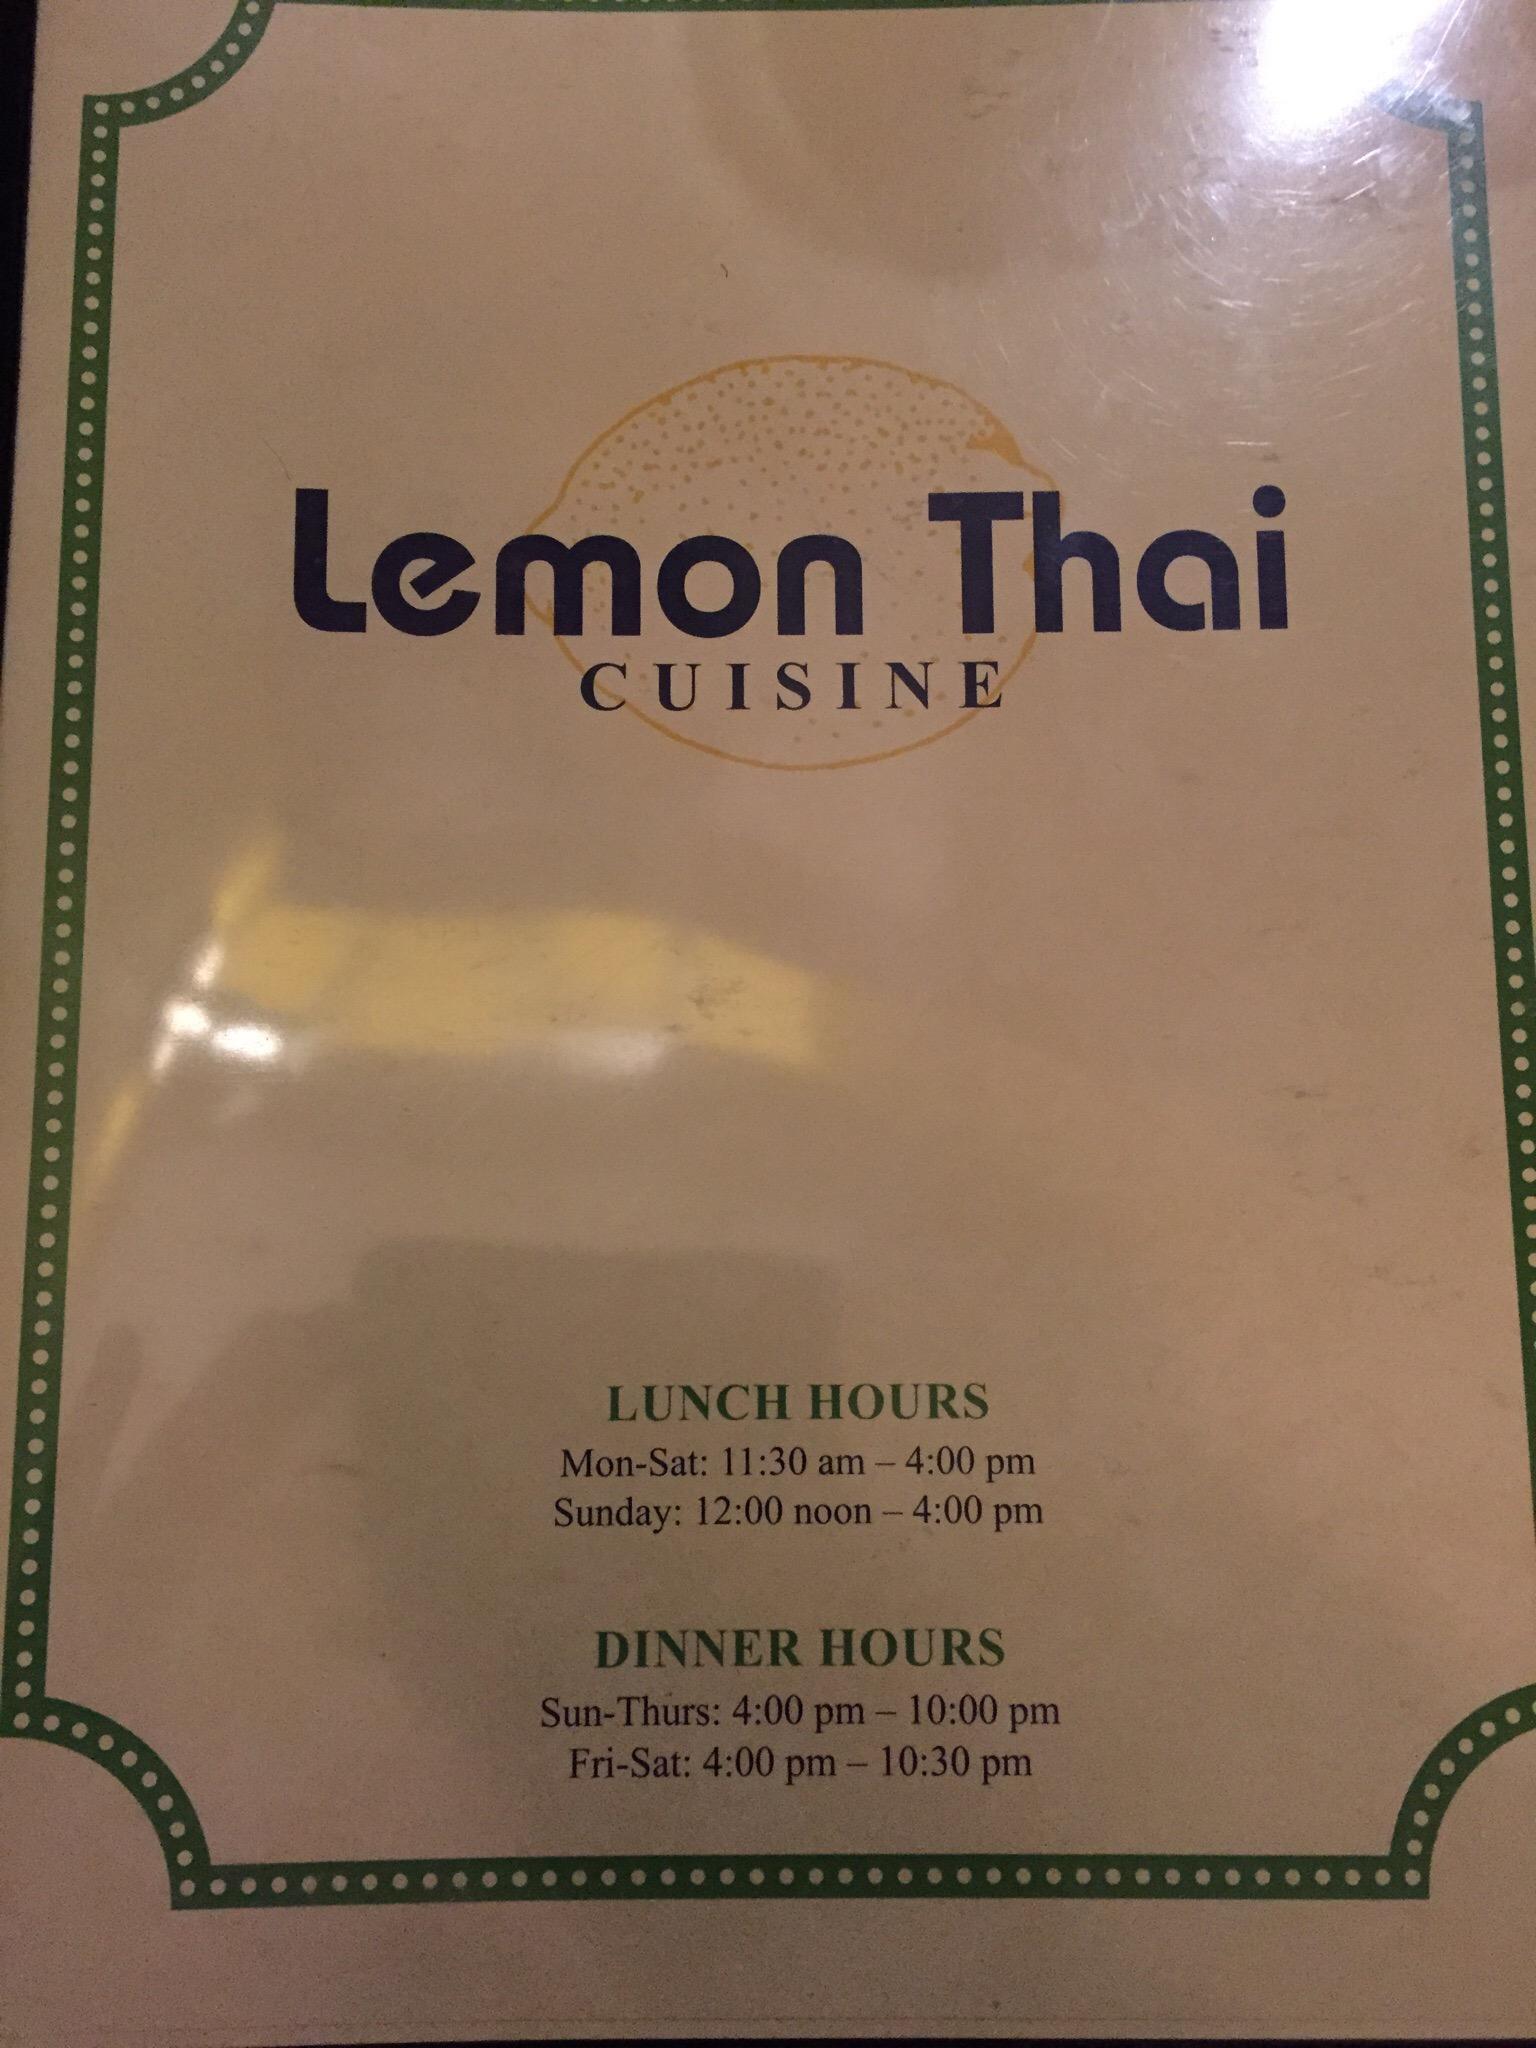 Lemon Thai
CUISINE
LUNCH HOURS
Mon-Sat: 11:30 am – 4:00 pm
Sunday: 12:00 noon – 4:00 pm
DINNER HOURS
Sun-Thurs: 4:00 pm – 10:00 pm
Fri-Sat: 4:00 pm – 10:30 pm